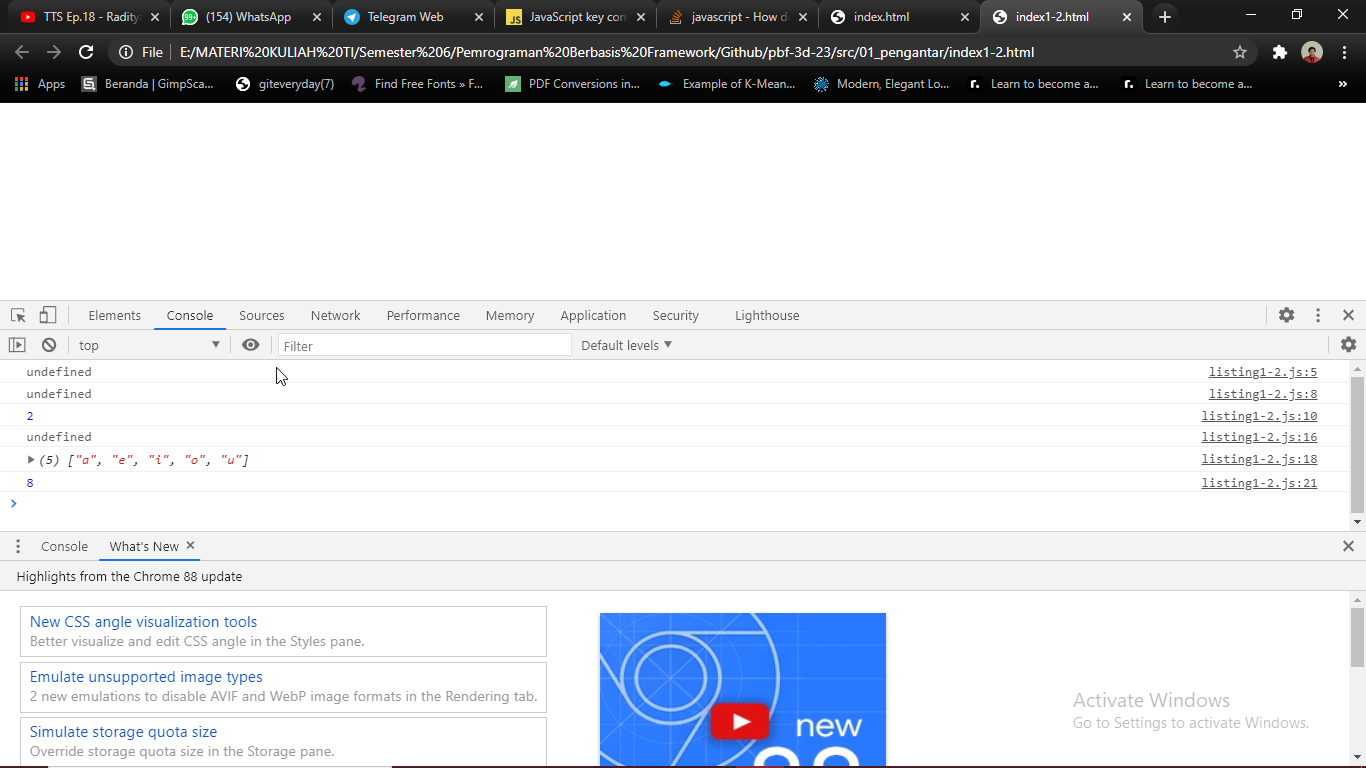 TTS Ep.18 - Radity
(154) WhatsApp
Telegram Web
JavaScript key con
javascript - How d
index.html
index1-2.html
File
E:/MATERI%20KULIAH%20TI/Semester%206/Pemrograman%20Berbasis%20Framework/Github/pbf-3d-23/src/01_pengantar/index1-2.html
Apps
Beranda | GimpSca...
giteveryday(7)
Find Free Fonts » F...
PDF Conversions in...
Example of K-Mean...
Modern, Elegant Lo...
Learn to become a...
Learn to become a...
»
Elements
Console
Sources
Network
Performance
Memory
Application
Security
Lighthouse
top
Filter
Default levels
undefined listing1-2.js:5
undefined listing1-2.js:8
2 listing1-2.js:10
undefined listing1-2.js:16
(5) ["a", "e", "i", "o", "u"] listing1-2.js:18
8 listing1-2.js:21
Console
What's New
Highlights from the Chrome 88 update
New CSS angle visualization tools
Better visualize and edit CSS angle in the Styles pane.
Emulate unsupported image types
2 new emulations to disable AVIF and WebP image formats in the Rendering tab.
Simulate storage quota size
Override storage quota size in the Storage pane.
new
88
Activate Windows
Go to Settings to activate Windows.